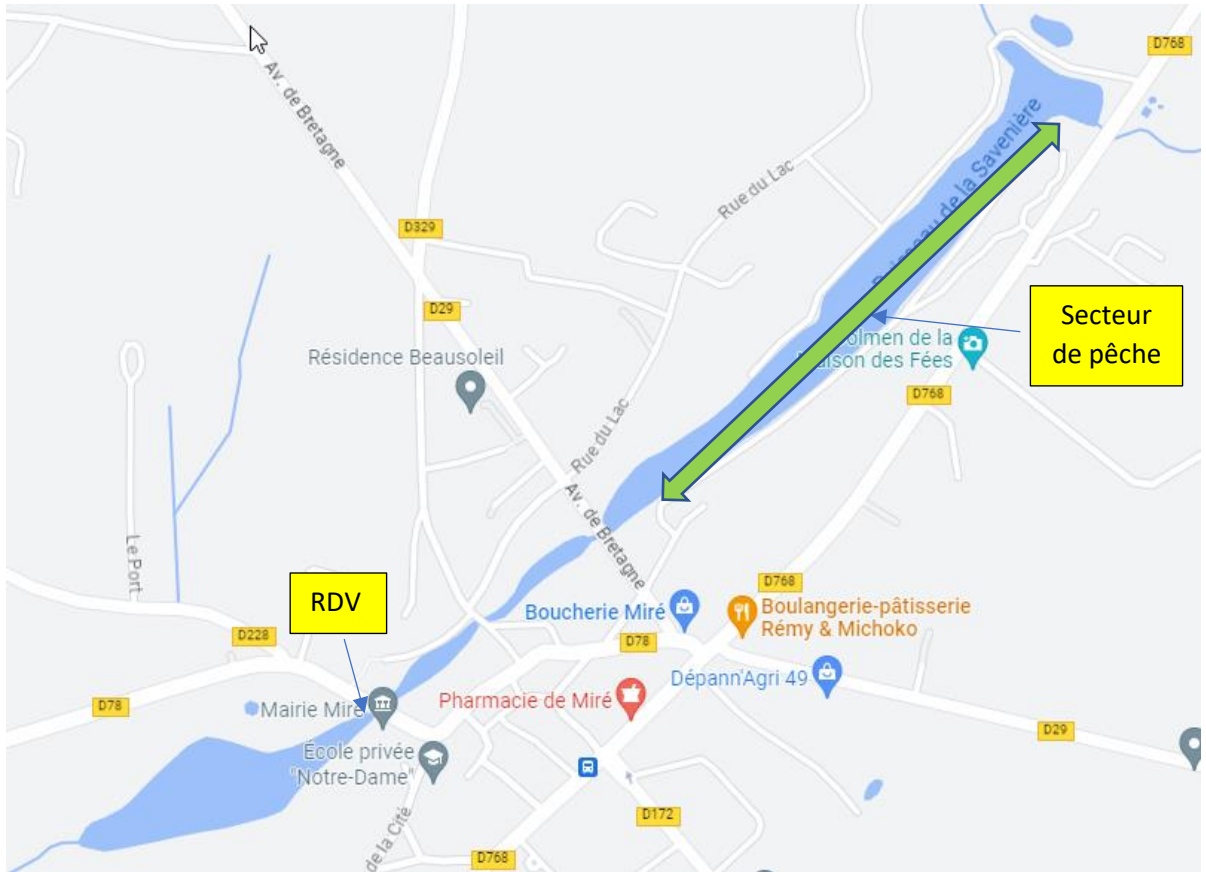 D768
Av. de Bretagne
Ruisseau de la Savenière
Rue du Lac
D329
D29
Résidence Beausoleil
Secteur
de pêche
Dolmen de la
Maison des Fées
D768
Rue du Lac
Av. de Bretagne
Le Port
RDV
D768
Boucherie Miré
Boulangerie-pâtisserie
Rémy & Michoko
D228
D78
Dépann'Agri 49
Pharmacie de Miré
D78
Mairie Miré
D29
École privée
"Notre-Dame"
D172
de la Cité
D768